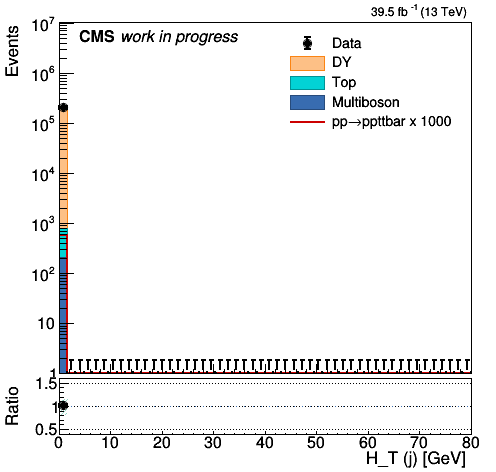 39.5 fb⁻¹ (13 TeV)
CMS work in progress
Events
10⁷
10⁶
10⁵
10⁴
10³
10²
10
1
Data
DY
Top
Multiboson
pp→ppttbar x 1000
Ratio
1.5
1
0.5
0 10 20 30 40 50 60 70 80
H_T (j) [GeV]